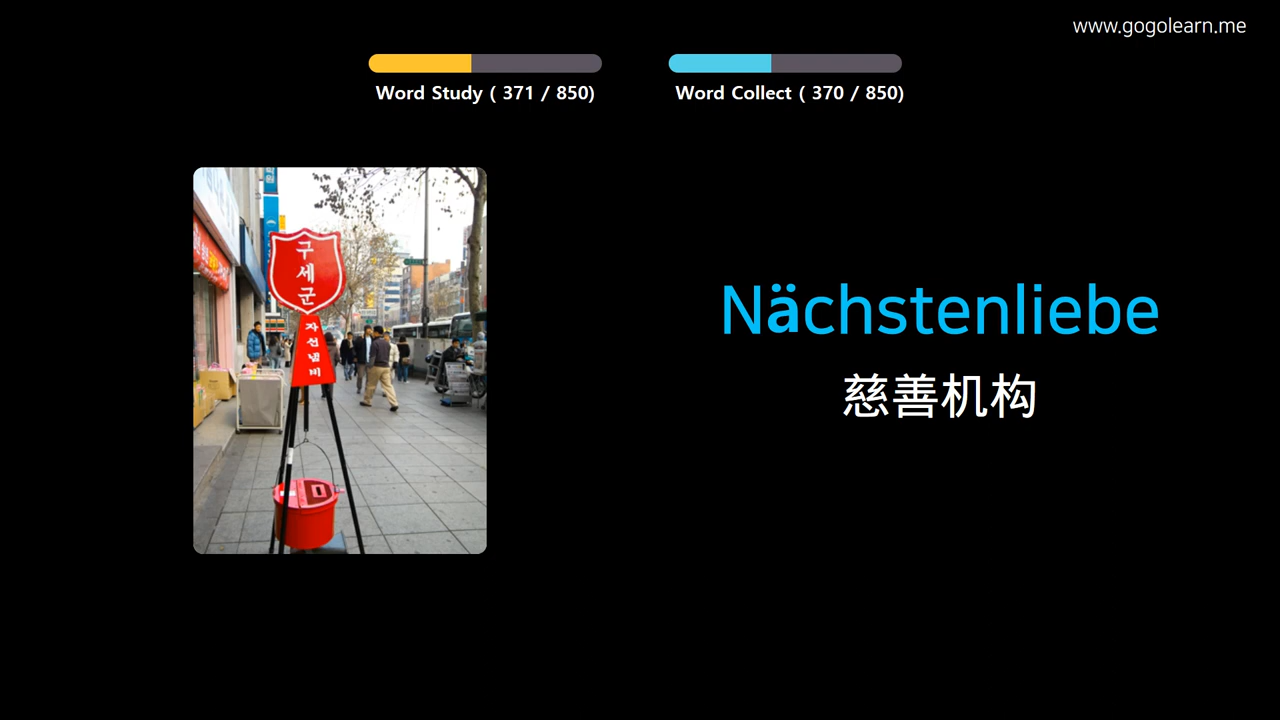 www.gogolearn.me
Word Study ( 371 / 850)
Word Collect ( 370 / 850)
구세군
자선냄비
Nächstenliebe
慈善机构